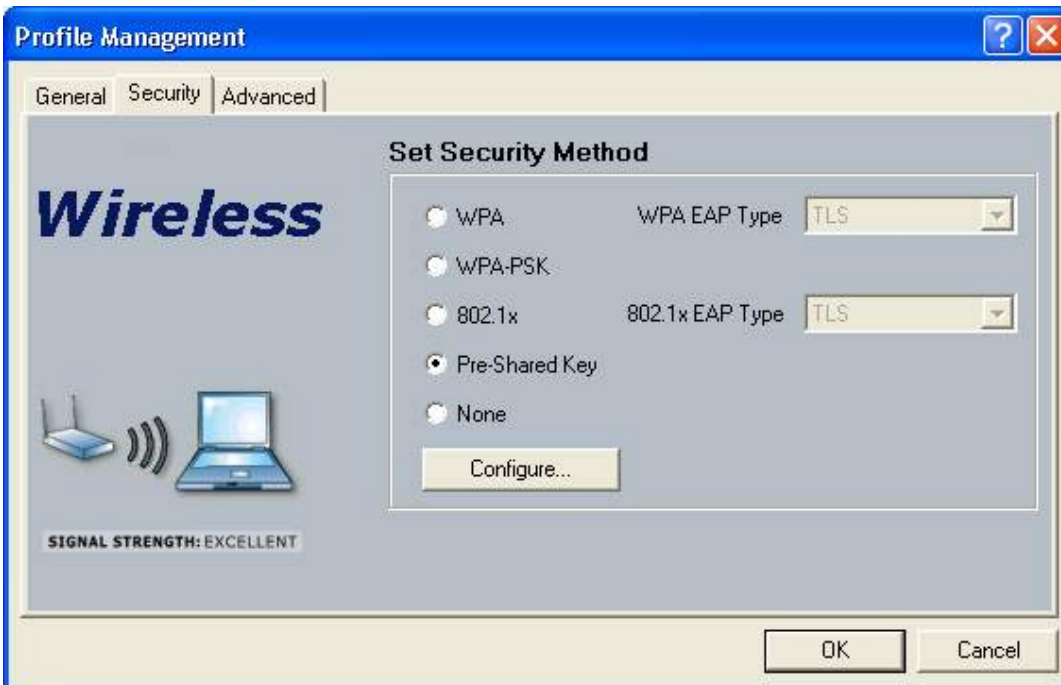 Profile Management
General Security Advanced
Wireless
SIGNAL STRENGTH: EXCELLENT
Set Security Method
WPA WPA EAP Type TLS
WPA-PSK
802.1x 802.1x EAP Type TLS
Pre-Shared Key
None
Configure...
OK Cancel